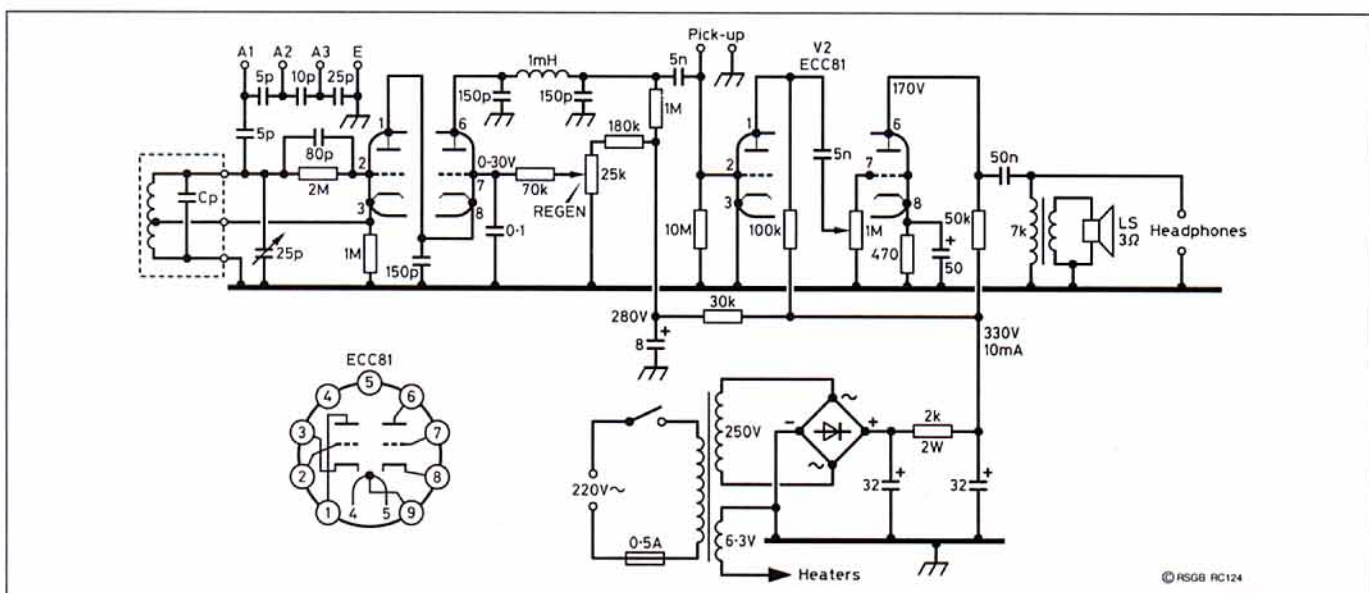 A1 A2 A3 E
5p 10p 25p
5p
80p
2M
Cp
25p
1
2
3
1M
150p
6
7
8
0-30V
150p
1mH
150p
0·1
70k
REGEN
25k
180k
1M
5n
Pick-up
V2
ECC81
1
2
3
10M
100k
5n
1M
170V
6
7
8
470
+
50
50k
50n
7k
LS
3Ω
Headphones
280V
30k
330V
10mA
8
+
ECC81
1
2
3
4
5
6
7
8
9
4 5
220V~
0·5A
250V
6·3V
~
~
-
+
2k
2W
32
+
32
+
Heaters
© RSGB RC124